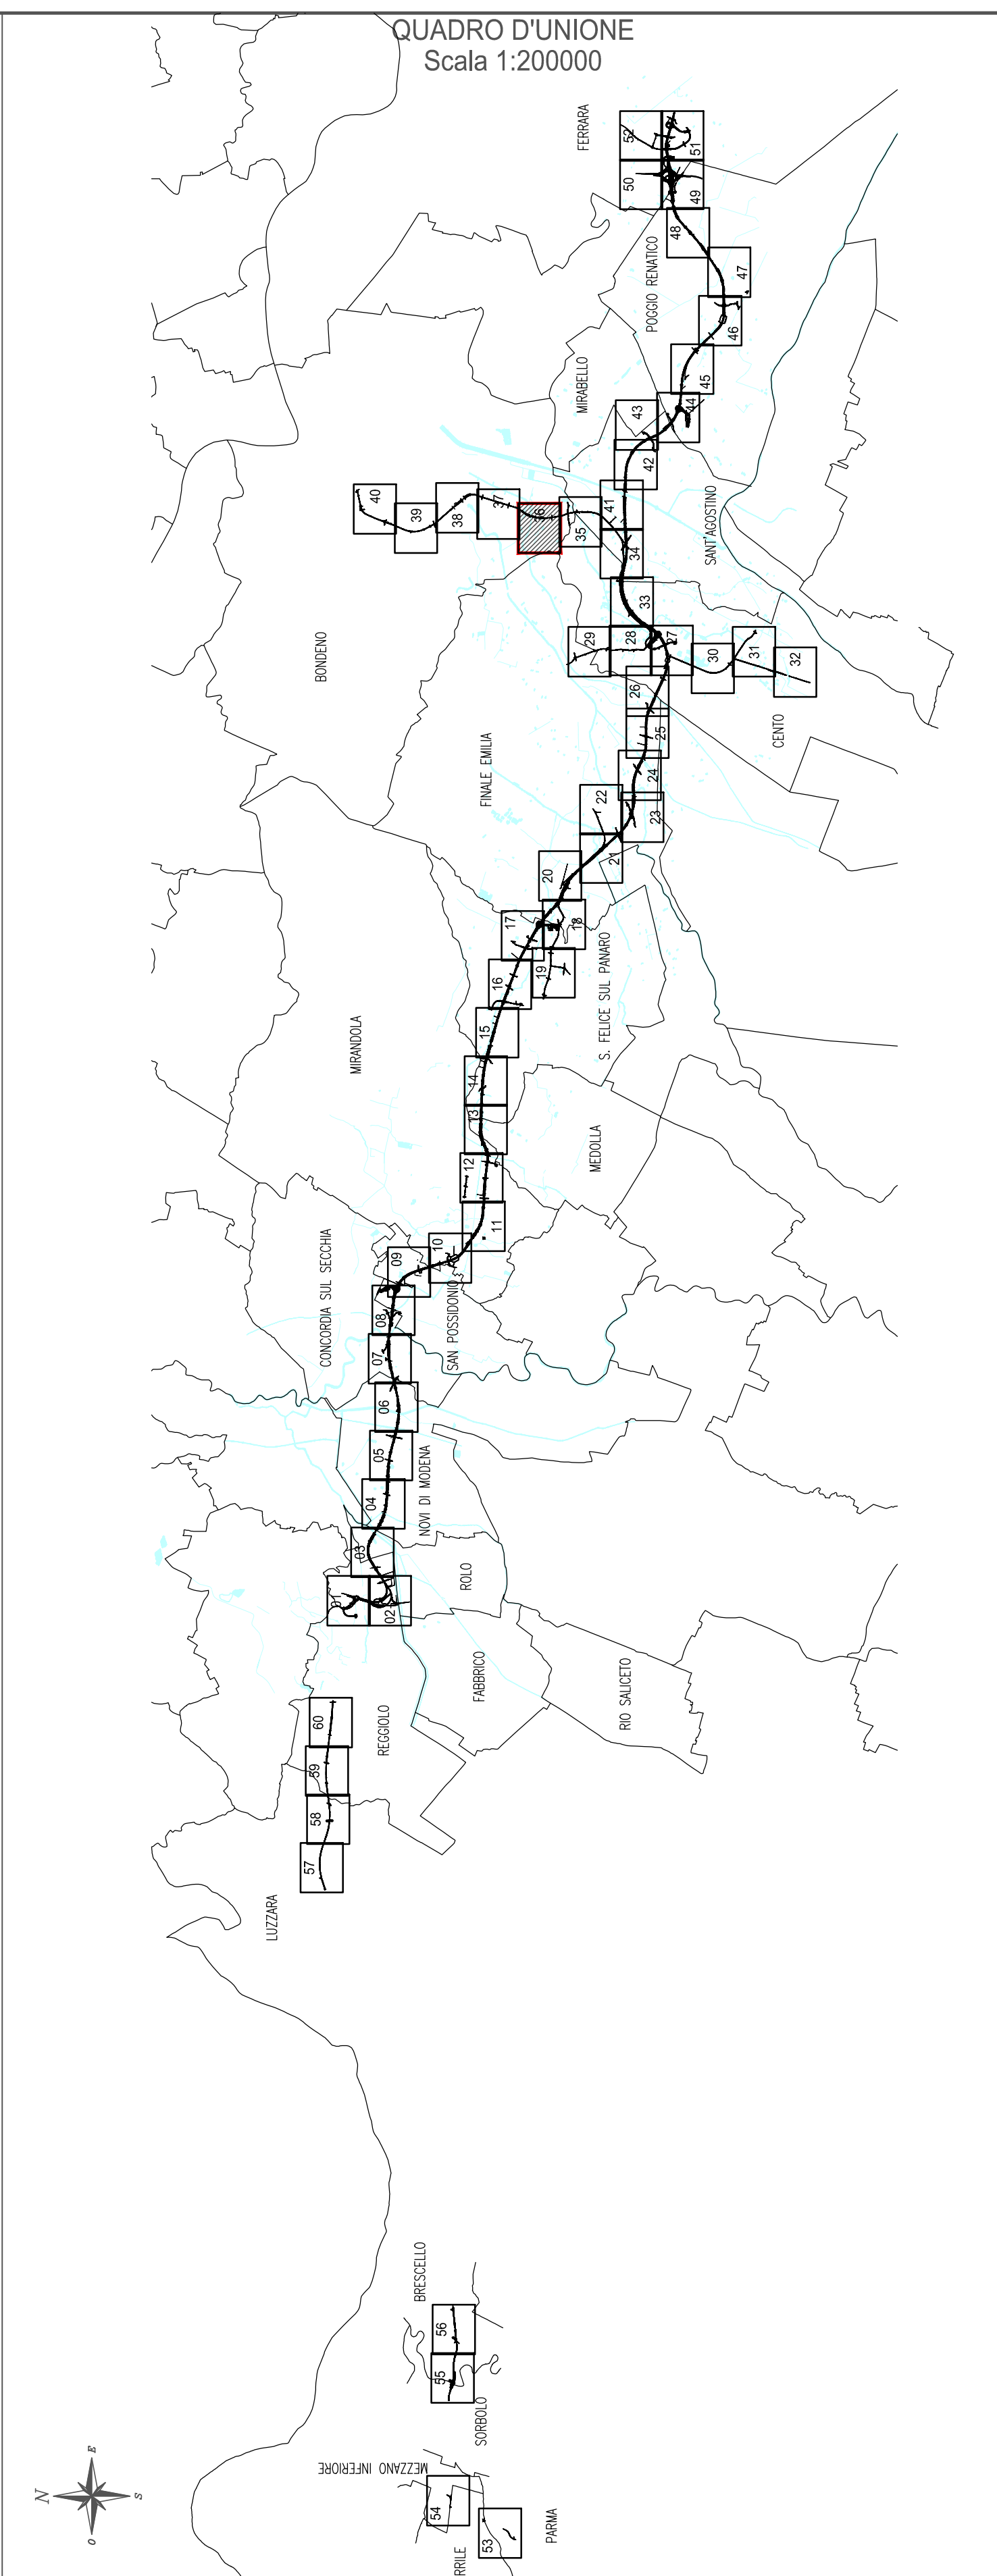 QUADRO D'UNIONE
Scala 1:200000
FERRARA
52
51
50
49
48
POGGIO RENATICO
47
46
MIRABELLO
45
44
43
42
40
39
38
37
36
35
41
34
SANT'AGOSTINO
33
BONDENO
29
28
27
30
31
32
26
25
CENTO
24
FINALE EMILIA
22
23
21
20
17
18
19
16
S. FELICE SUL PANARO
15
MIRANDOLA
14
13
MEDOLLA
12
11
CONCORDIA SUL SECCHIA
10
09
08
SAN POSSIDONIO
07
06
05
NOVI DI MODENA
04
03
ROLO
01
02
FABBRICO
RIO SALICETO
60
REGGIOLO
59
58
57
LUZZARA
BRESCELLO
56
55
SORBOLO
MEZZANO INFERIORE
54
53
PARMA
RRILE
N
E
S
O